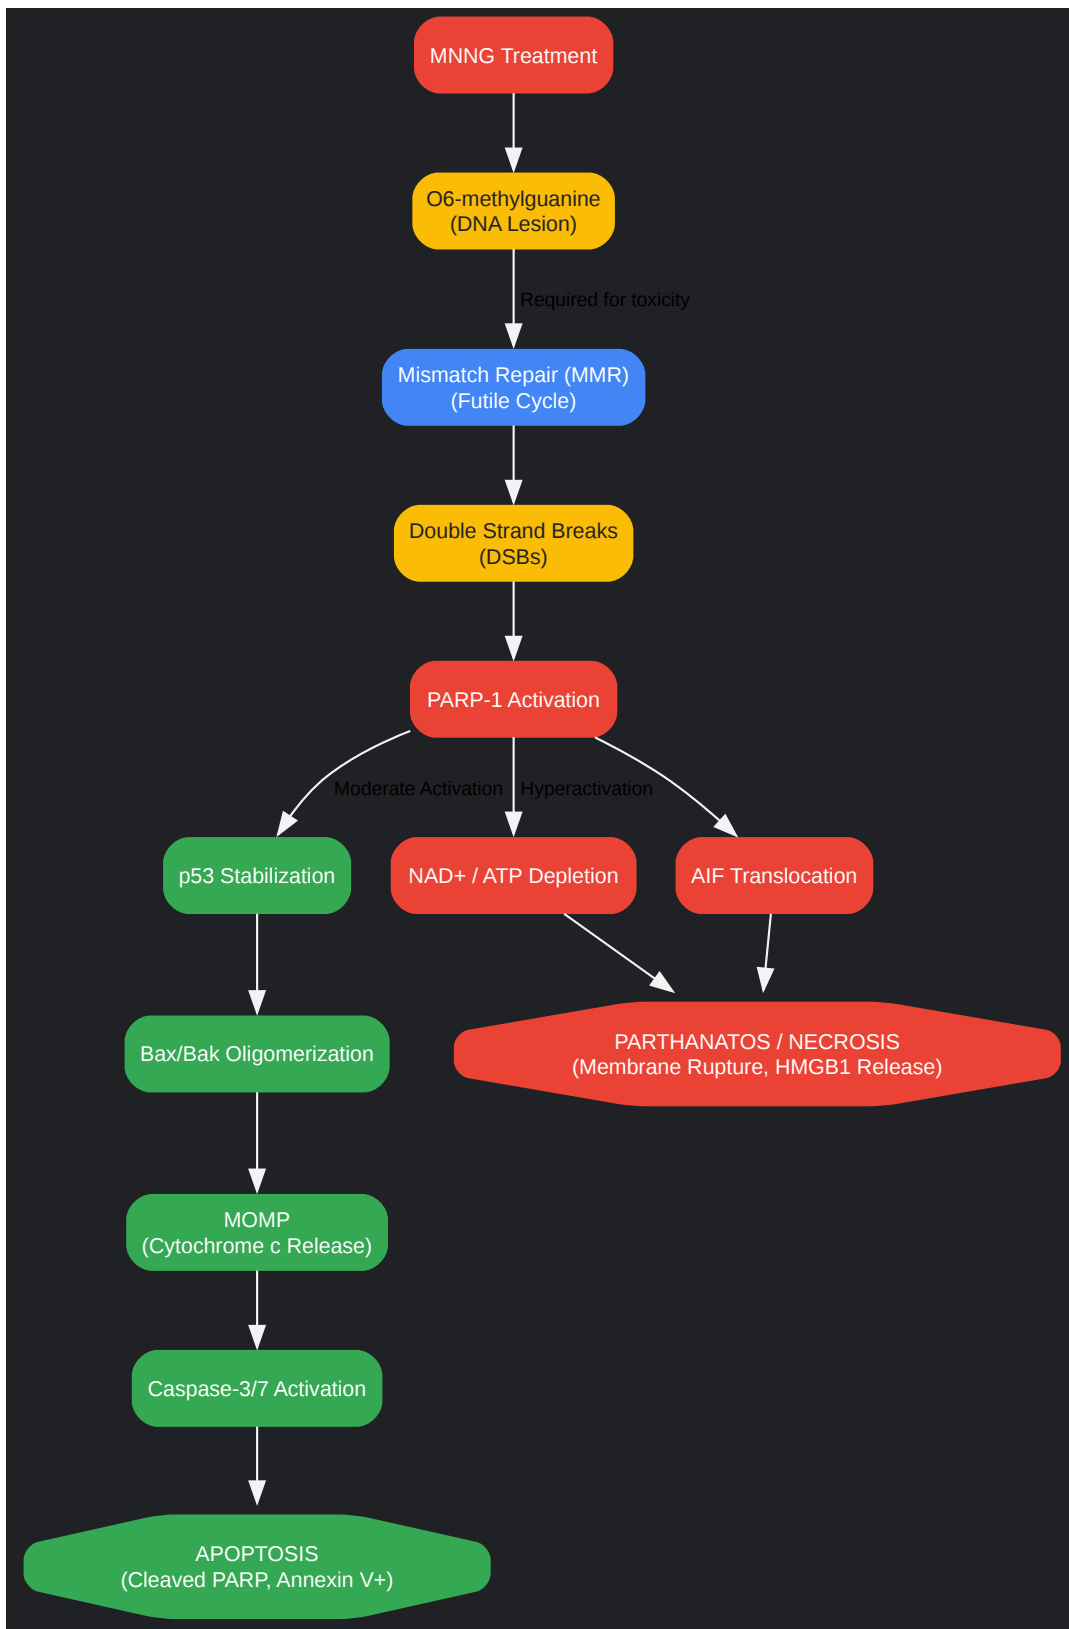 MNNG Treatment
O6-methylguanine
(DNA Lesion)
Required for toxicity
Mismatch Repair (MMR)
(Futile Cycle)
Double Strand Breaks
(DSBs)
PARP-1 Activation
Moderate Activation
Hyperactivation
p53 Stabilization
NAD+ / ATP Depletion
AIF Translocation
Bax/Bak Oligomerization
PARTHANATOS / NECROSIS
(Membrane Rupture, HMGB1 Release)
MOMP
(Cytochrome c Release)
Caspase-3/7 Activation
APOPTOSIS
(Cleaved PARP, Annexin V+)